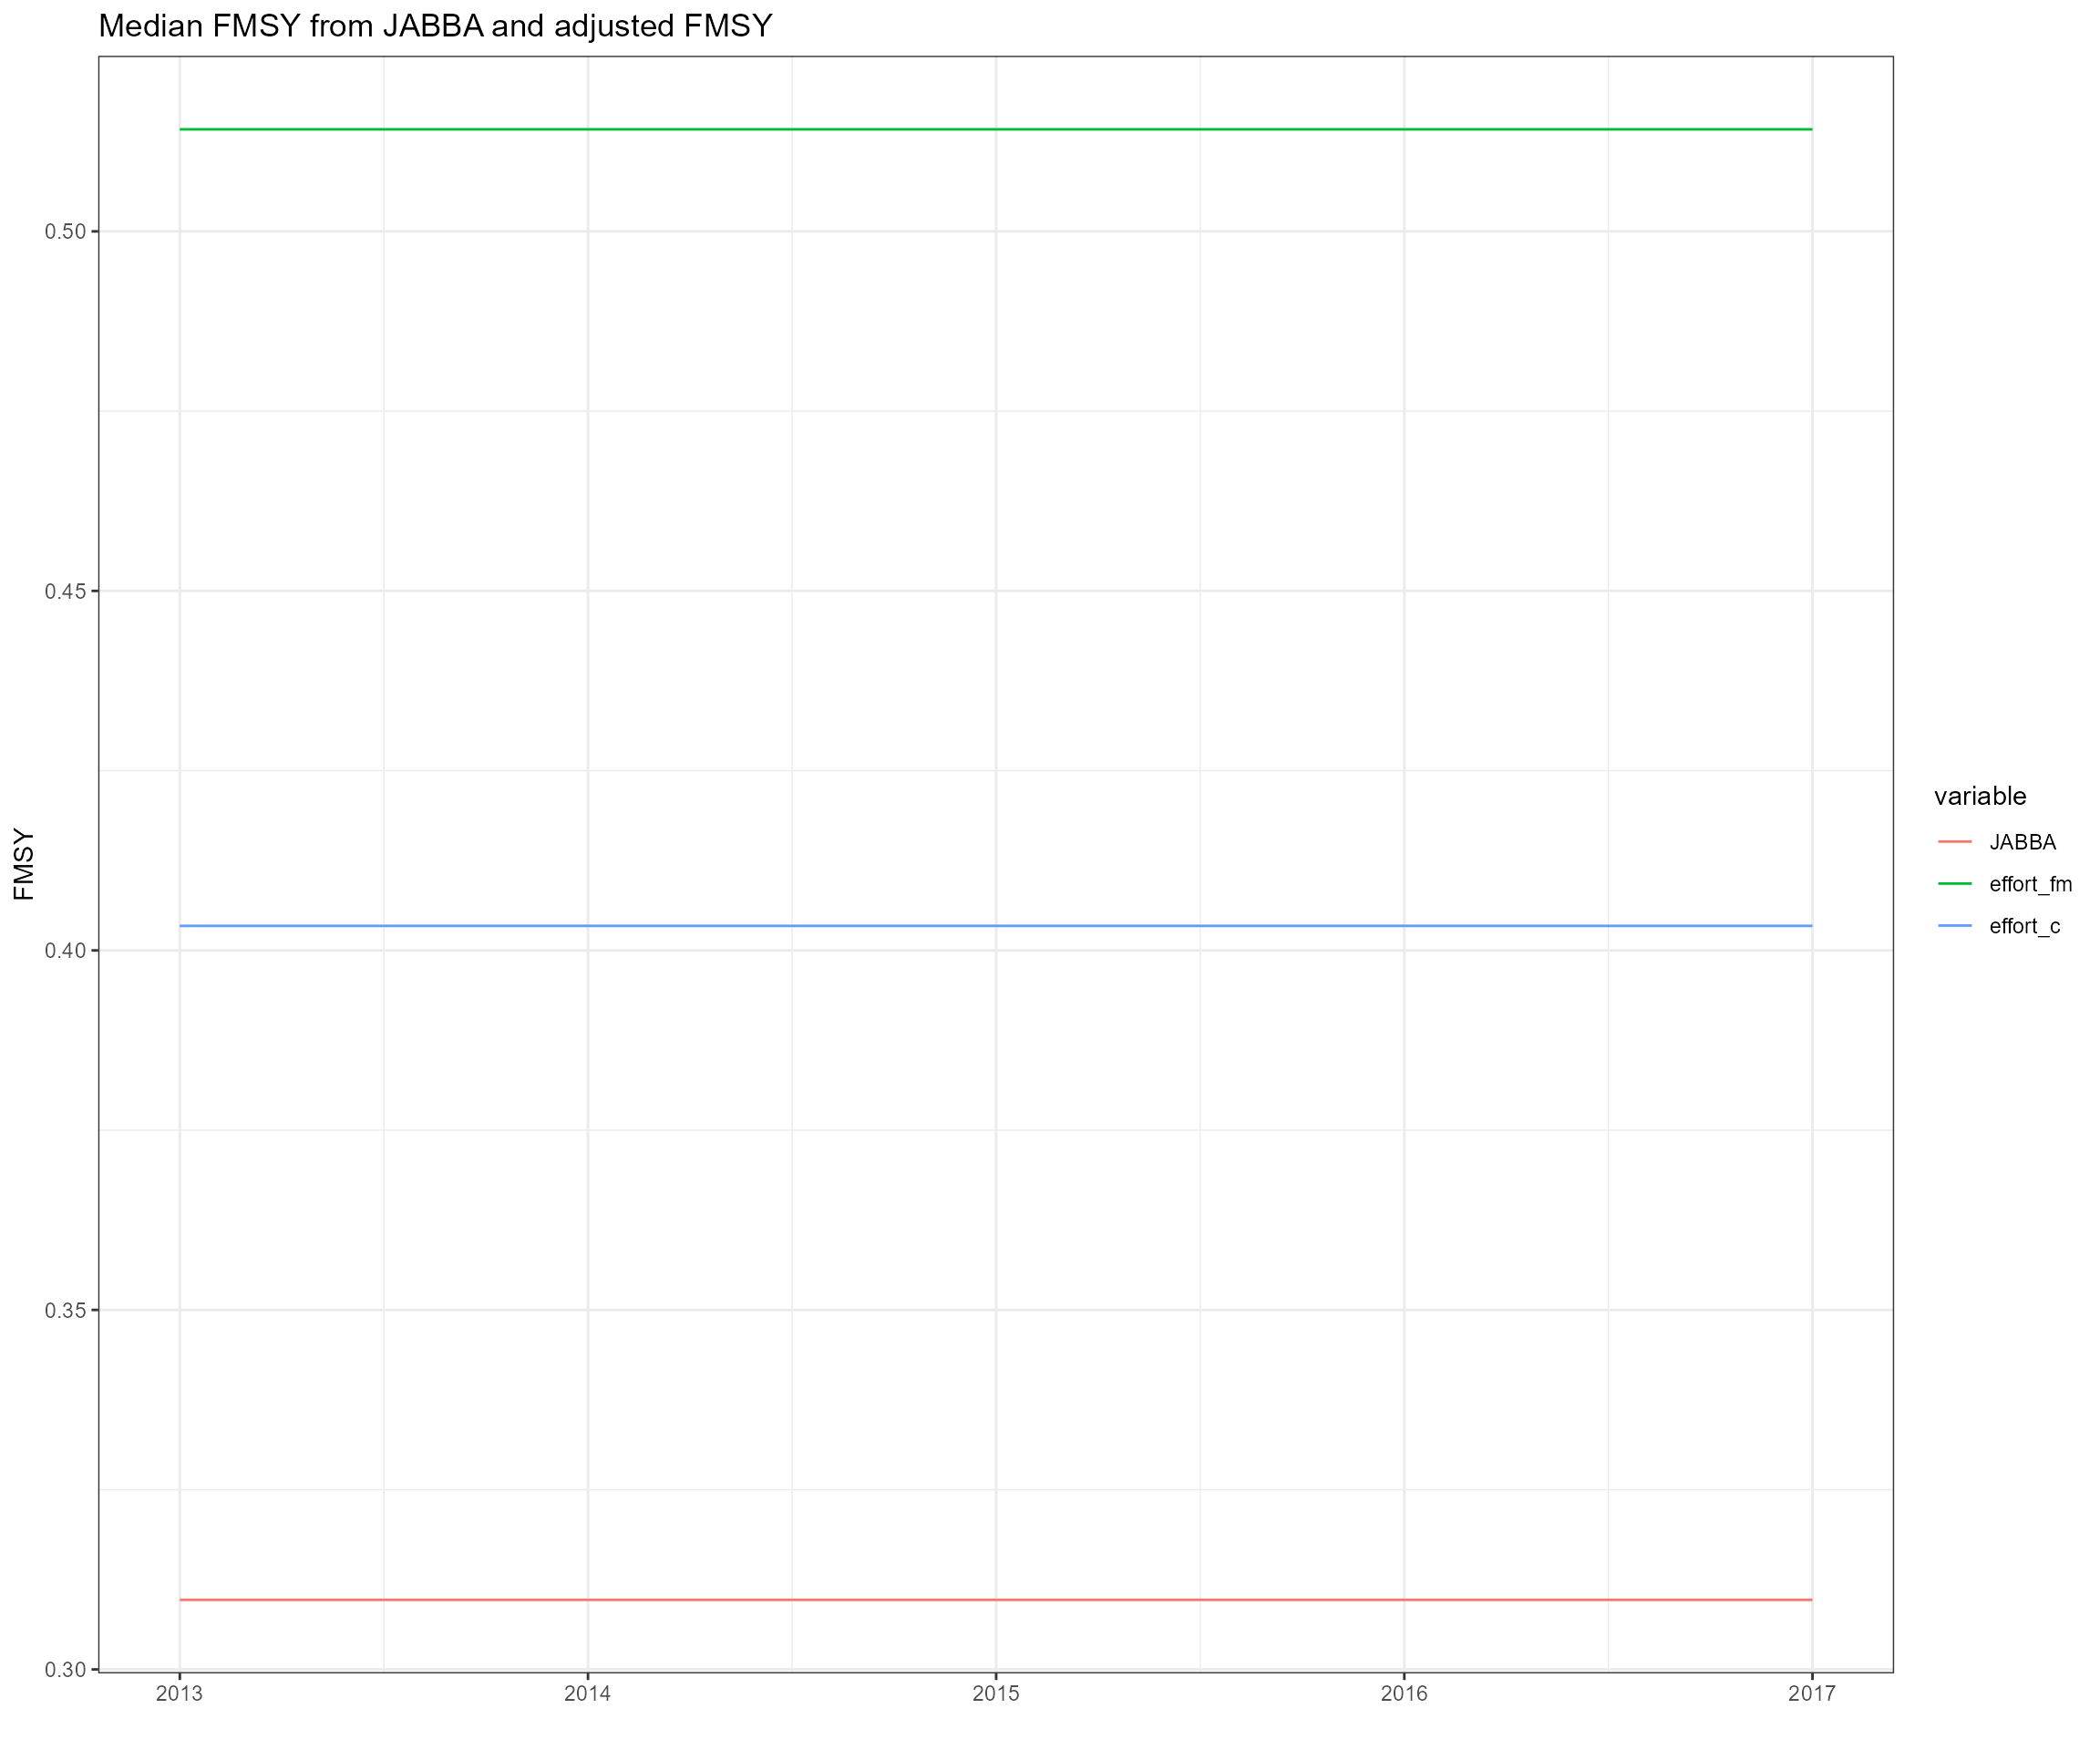 Median FMSY from JABBA and adjusted FMSY
FMSY
0.50
0.45
0.40
0.35
0.30
2013
2014
2015
2016
2017
variable
JABBA
effort_fm
effort_c